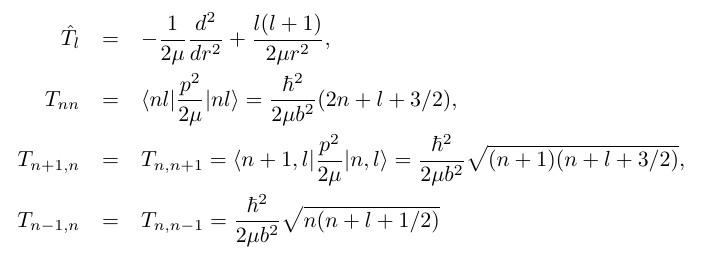 \hat{T}_l = -\frac{1}{2\mu}\frac{d^2}{dr^2} + \frac{l(l+1)}{2\mu r^2},
T_{nn} = \langle nl|\frac{p^2}{2\mu}|nl\rangle = \frac{\hbar^2}{2\mu b^2}(2n + l + 3/2),
T_{n+1,n} = T_{n,n+1} = \langle n+1, l|\frac{p^2}{2\mu}|n, l\rangle = \frac{\hbar^2}{2\mu b^2}\sqrt{(n+1)(n+l+3/2)},
T_{n-1,n} = T_{n,n-1} = \frac{\hbar^2}{2\mu b^2}\sqrt{n(n+l+1/2)}